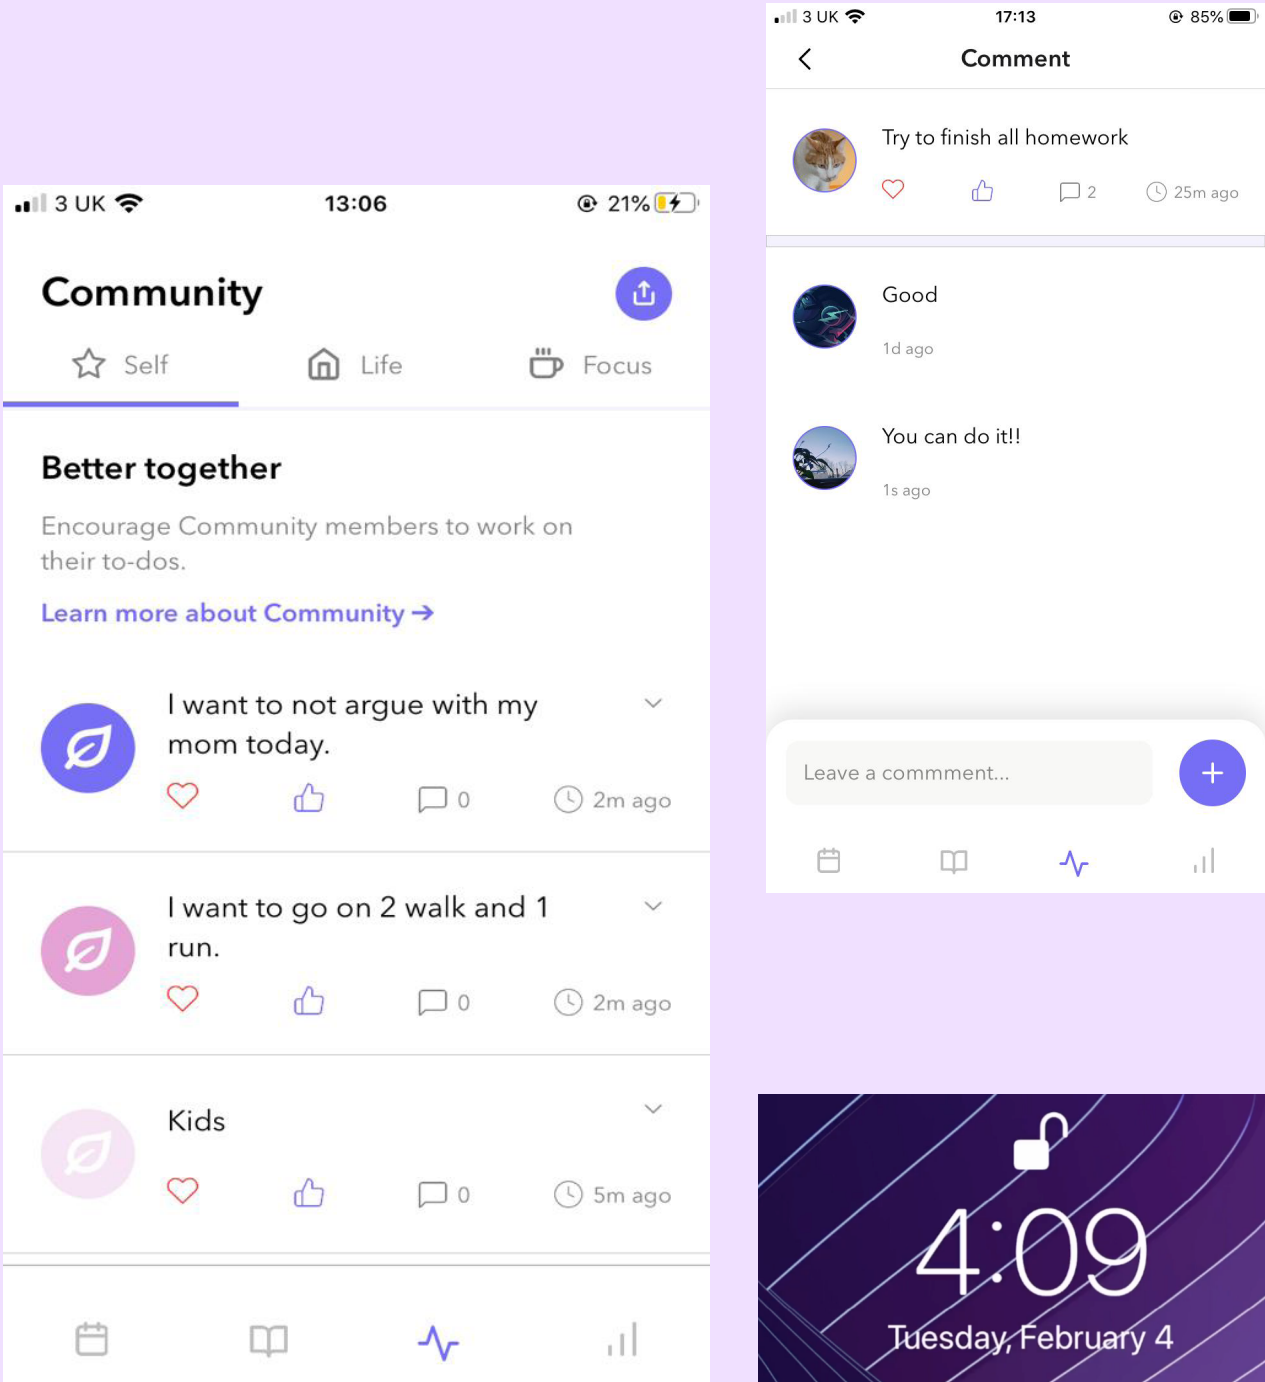 3 UK
13:06
21%
Community
Self
Life
Focus
Better together
Encourage Community members to work on
their to-dos.
Learn more about Community →
I want to not argue with my
mom today.
0
2m ago
I want to go on 2 walk and 1
run.
0
2m ago
Kids
0
5m ago
3 UK
17:13
85%
Comment
Try to finish all homework
2
25m ago
Good
1d ago
You can do it!!
1s ago
Leave a commment...
4:09
Tuesday, February 4